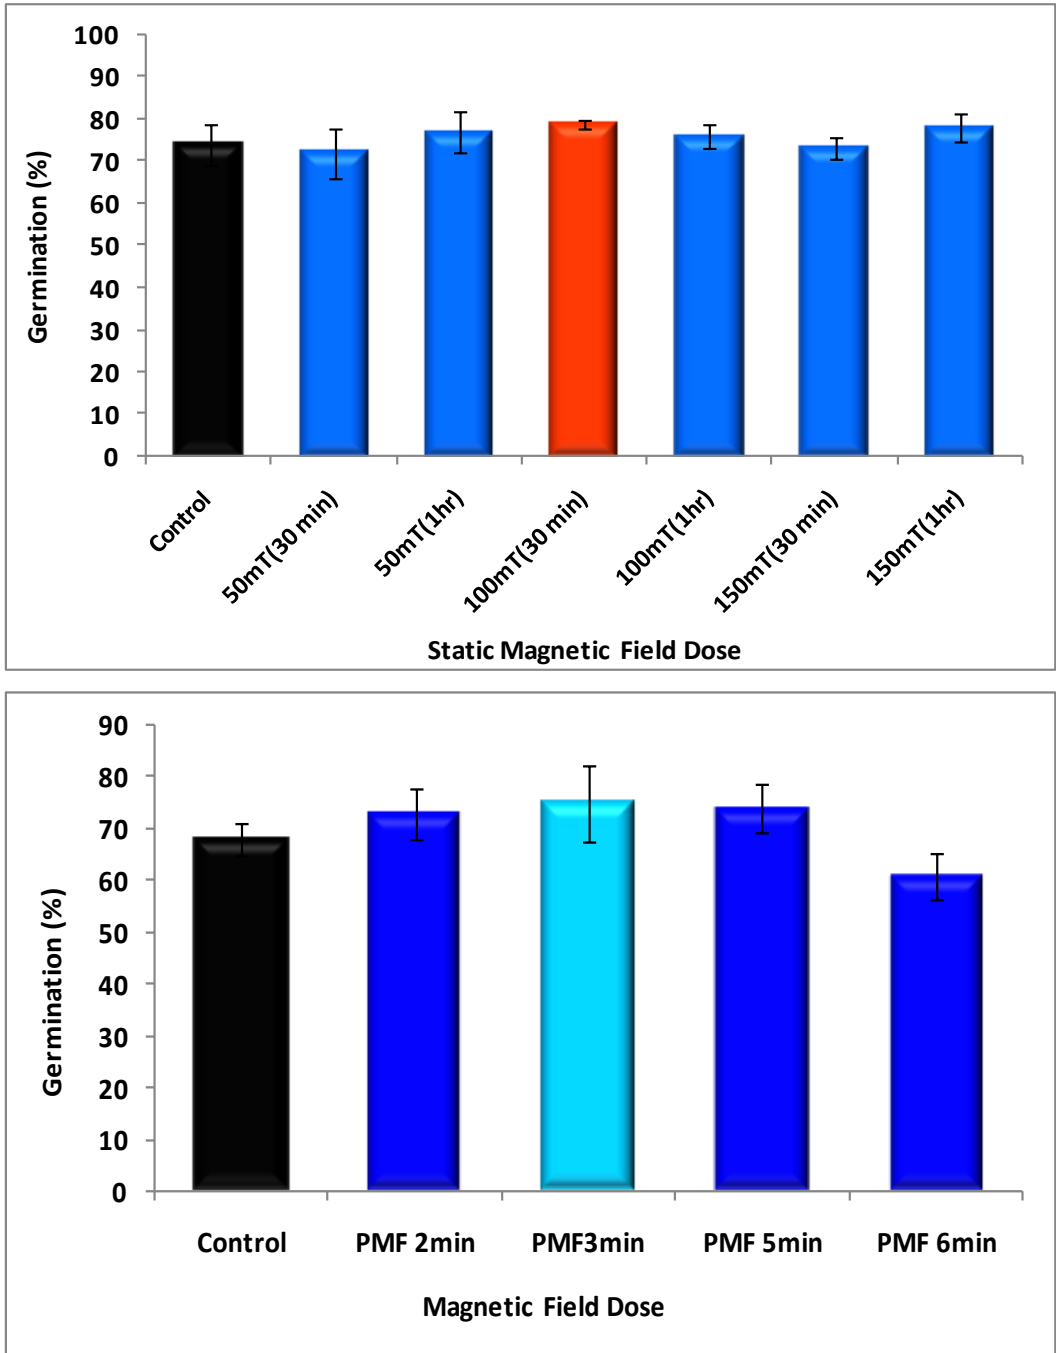 100
90
80
70
60
50
40
30
20
10
0
Germination (%)
Control
50mT(30 min)
50mT(1hr)
100mT(30 min)
100mT(1hr)
150mT(30 min)
150mT(1hr)
Static Magnetic Field Dose
90
80
70
60
50
40
30
20
10
0
Germination (%)
Control
PMF 2min
PMF3min
PMF 5min
PMF 6min
Magnetic Field Dose